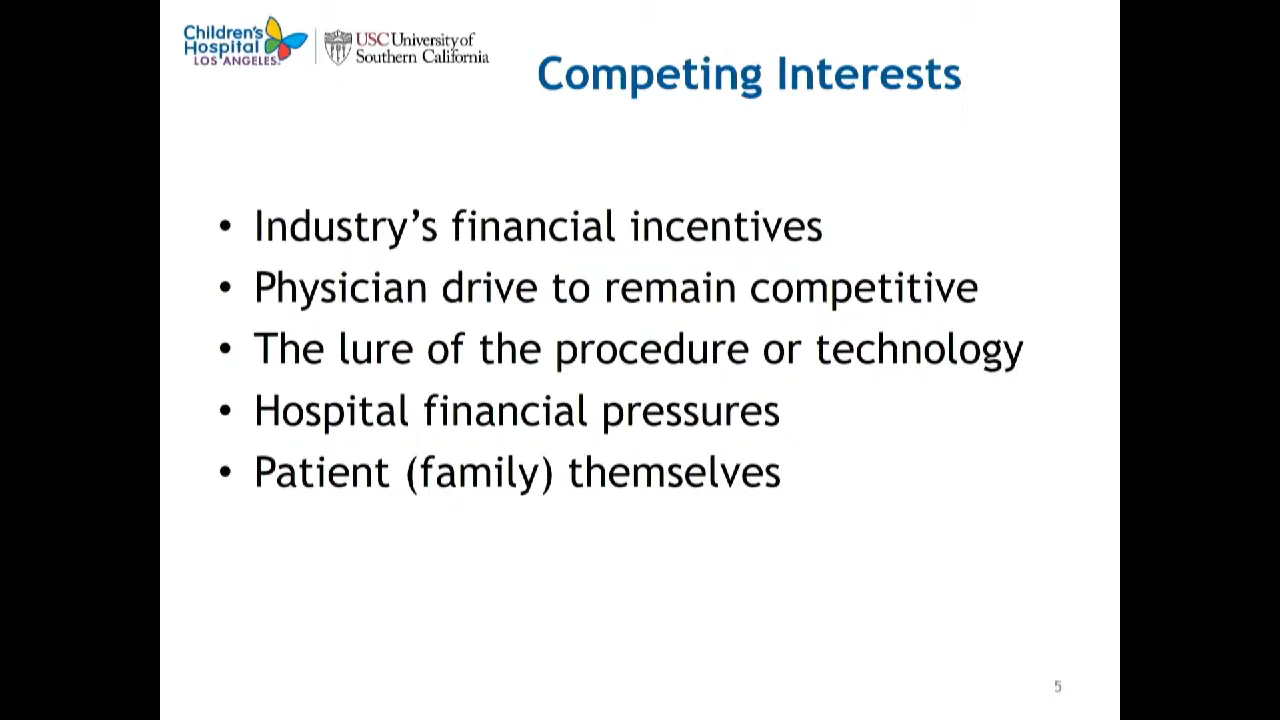 Children's
Hospital
LOS ANGELES
USC University of
Southern California
Competing Interests
• Industry’s financial incentives
• Physician drive to remain competitive
• The lure of the procedure or technology
• Hospital financial pressures
• Patient (family) themselves
5